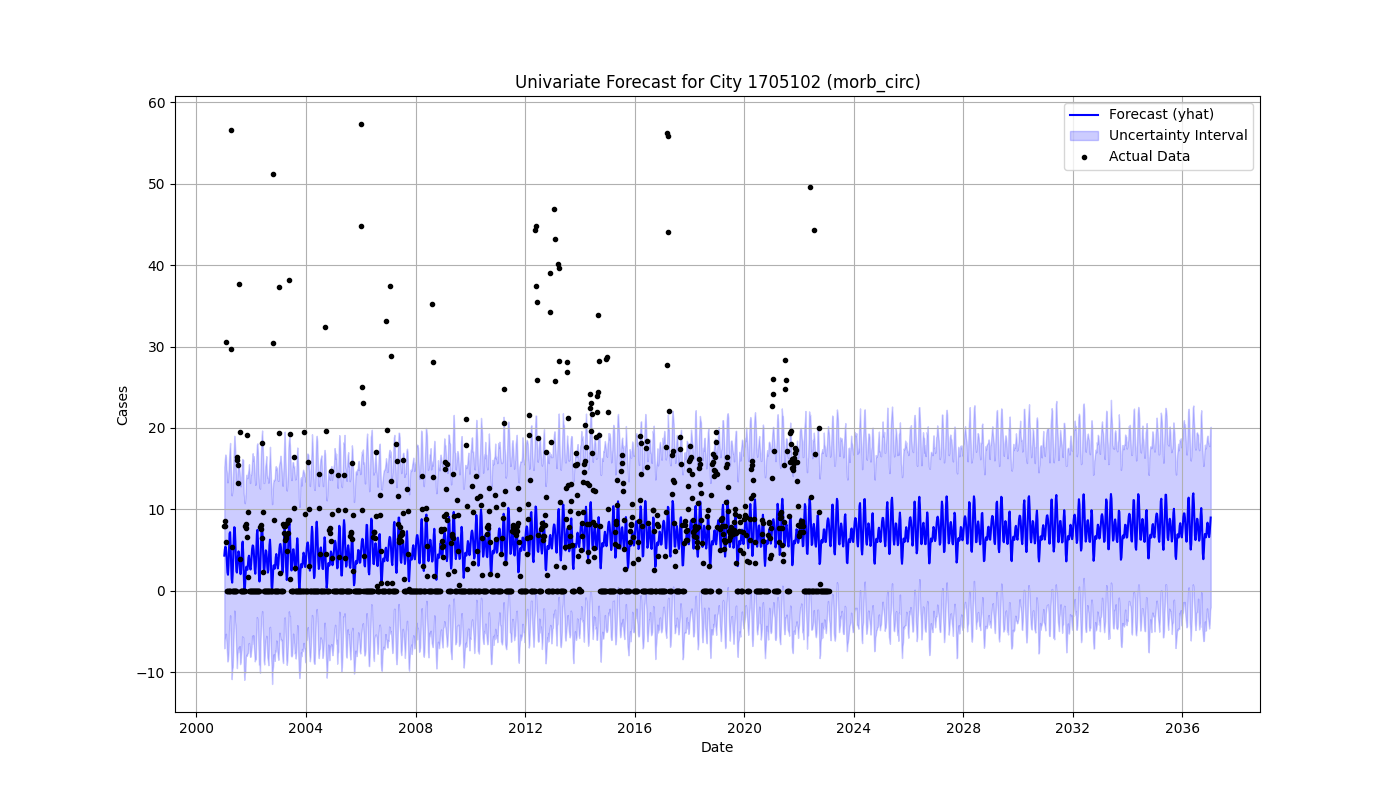 Univariate Forecast for City 1705102 (morb_circ)
Forecast (yhat)
Uncertainty Interval
Actual Data
Cases
60
50
40
30
20
10
0
−10
2000 2004 2008 2012 2016 2020 2024 2028 2032 2036
Date